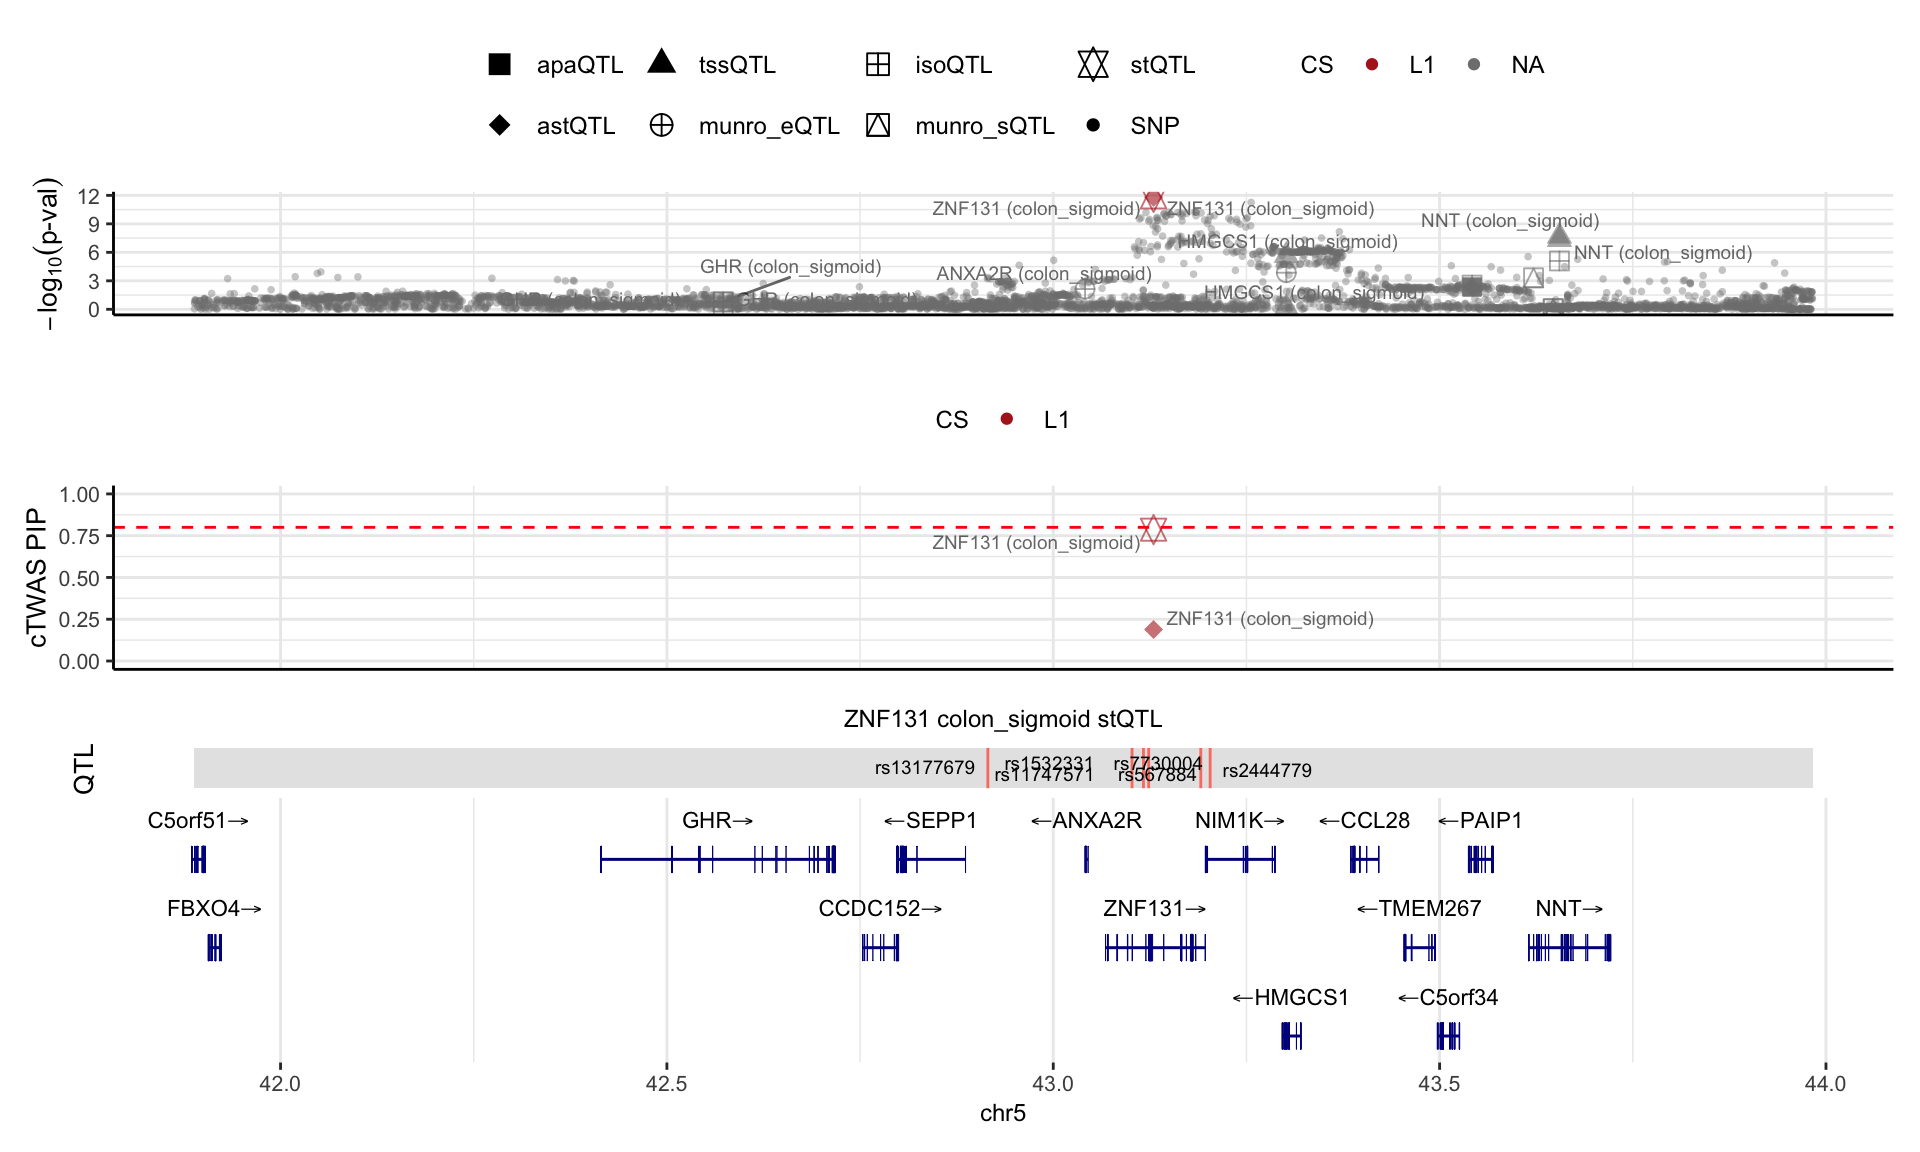 apaQTL tssQTL isoQTL stQTL CS L1 NA
astQTL munro_eQTL munro_sQTL SNP
−log10(p-val)
12
9
6
3
0
ZNF131 (colon_sigmoid) ZNF131 (colon_sigmoid)
NNT (colon_sigmoid)
HMGCS1 (colon_sigmoid)
NNT (colon_sigmoid)
GHR (colon_sigmoid)
ANXA2R (colon_sigmoid)
HMGCS1 (colon_sigmoid)
GHR (colon_sigmoid) GHR (colon_sigmoid)
CS L1
cTWAS PIP
1.00
0.75
0.50
0.25
0.00
ZNF131 (colon_sigmoid)
ZNF131 (colon_sigmoid)
ZNF131 colon_sigmoid stQTL
QTL
rs13177679 rs1532331 rs7730004
rs11747571 rs567884 rs2444779
C5orf51→ GHR→ ←SEPP1 ←ANXA2R NIM1K→ ←CCL28 ←PAIP1
FBXO4→ CCDC152→ ZNF131→ ←TMEM267 NNT→
←HMGCS1 ←C5orf34
42.0 42.5 43.0 43.5 44.0
chr5